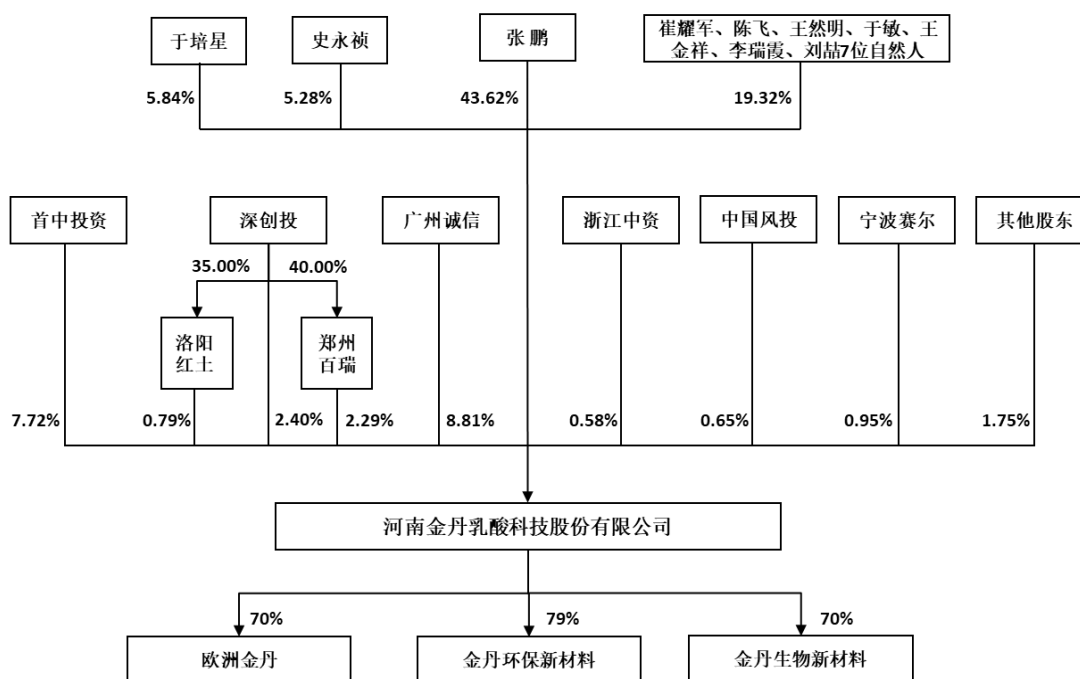 于培星
史永祯
张 鹏
崔耀军、陈飞、王然明、于敏、王
金祥、李瑞霞、刘喆7位自然人
5.84%
5.28%
43.62%
19.32%
首中投资
深创投
广州诚信
浙江中资
中国风投
宁波赛尔
其他股东
35.00%
40.00%
洛阳
红土
郑州
百瑞
7.72%
0.79%
2.40%
2.29%
8.81%
0.58%
0.65%
0.95%
1.75%
河南金丹乳酸科技股份有限公司
70%
79%
70%
欧洲金丹
金丹环保新材料
金丹生物新材料